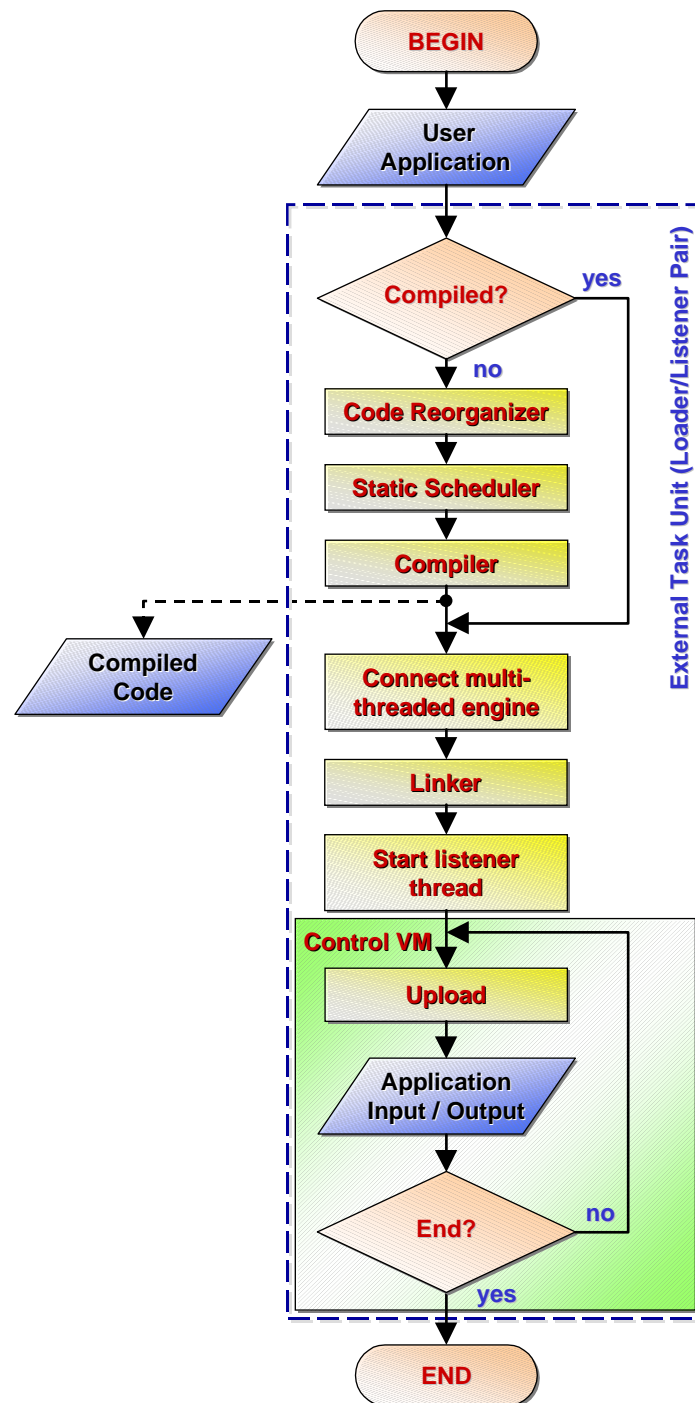 BEGIN
User
Application
Compiled?
yes
no
Code Reorganizer
Static Scheduler
Compiler
Compiled
Code
Connect multi-
threaded engine
Linker
Start listener
thread
Control VM
Upload
Application
Input / Output
End?
no
yes
END
External Task Unit (Loader/Listener Pair)